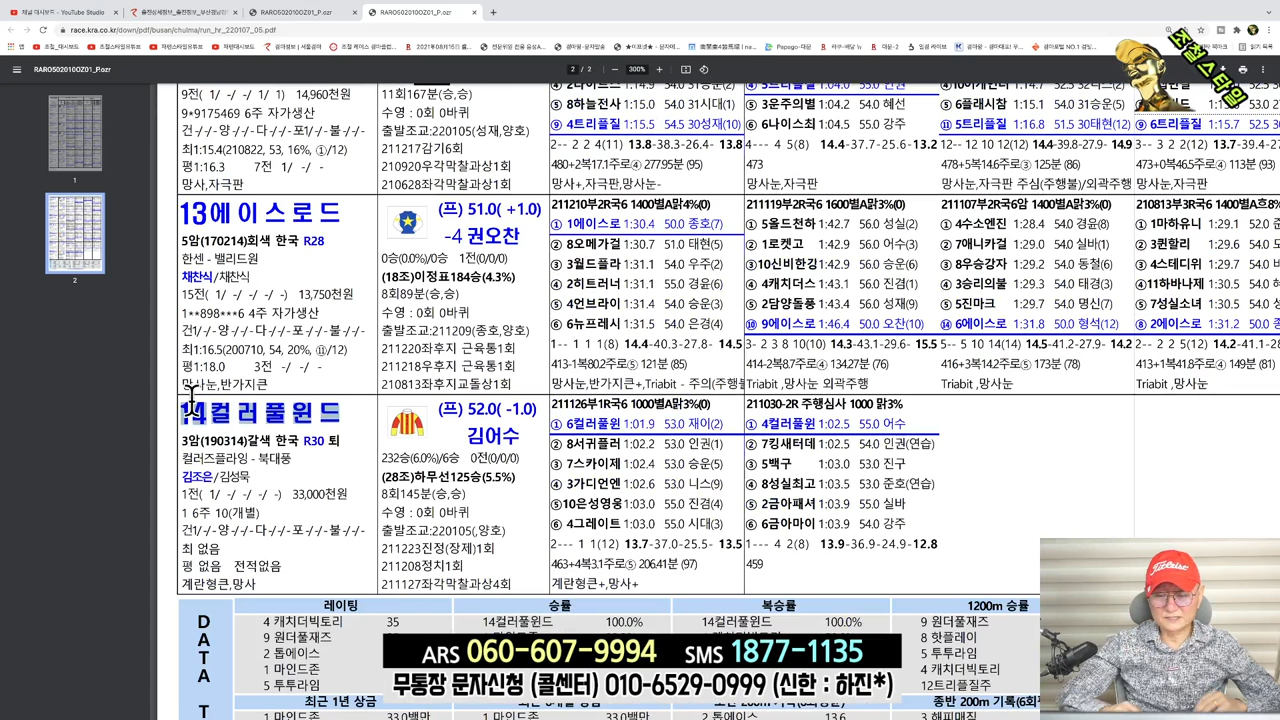 채널 대시보드 - YouTube Studio
RARO502010OZ01_P.ozr
RARO502010OZ01_P.ozr
race.kra.co.kr/down/pdf/busan/chulma/run_hr_220107_05.pdf
RARO502010OZ01_P.ozr
2 / 2
300%
조철스타일
1
2
9전( 1/ -/ -/ 1/ 1) 14,960천원
9*9175469 6주 자가생산
건-/-/- 양-/-/- 다-/-/- 포1/-/- 불-/-/-
최1:15.4(210822, 53, 16%, ①/12)
평1:16.3 7전 -/ -/ -
망사,자극판
11회167분(승,승)
수영 : 0회 0바퀴
출발조교:220105(성재,양호)
211217감기6회
210920우각막찰과상1회
210628좌각막찰과상1회
⑤ 8하늘전사 1:15.0 54.0 31시대(1)
⑨ 4트리플질 1:15.5 54.5 30성재(10)
2-- 2 2 4(11) 13.8-38.3-26.4- 13.8
480+2복17.1주로④ 277.95분 (95)
망사+,자극판,망사눈-
⑤ 3운주의별 1:04.2 54.0 혜선
⑥ 6나이스최 1:04.5 54.0 강주
4 5(8) 14.4-37.7-25.6- 13.2
473
망사눈,자극판
⑥ 6플래시참 1:15.1 54.0 31승운(5)
⑪ 5트리플질 1:16.8 51.5 30태현(12)
12-- 12 10 12(12) 14.4-39.8-27.9- 14.9
478+5복14.6주로③ 125분 (86)
망사눈,자극판 주심(주행불)/외곽주행
⑨ 6트리플질 1:15.7 52.5
3-- 3 2 2(12) 13.7-39.4-2
473+0복46.5주로④ 113분 (93)
망사눈,자극판
13에이스로드
5암(170214)회색 한국 R28
한센 - 밸리드원
채찬식/채찬식
15전( 1/ -/ -/ -/ -) 13,750천원
1**898***6 4주 자가생산
건1/-/- 양-/-/- 다-/-/- 포-/-/- 불-/-/-
최1:16.5(200710, 54, 20%, ⑪/12)
평1:18.0 3전 -/ -/ -
망사눈,반가지큰
(프) 51.0( +1.0)
-4 권오찬
0승(0.0%)/0승 1전(0/0/0)
(18조)이정표184승(4.3%)
8회89분(승,승)
수영 : 0회 0바퀴
출발조교:211209(종호,양호)
211220좌후지 근육통1회
211218우후지 근육통1회
210813좌후지교돌상1회
211210부2R국6 1400별A맑4%(0)
① 1에이스로 1:30.4 50.0 종호(7)
② 8오메가걸 1:30.7 51.0 태현(5)
③ 3월드플라 1:31.1 54.0 우주(2)
④ 2히트러너 1:31.1 54.0 경윤(6)
⑤ 4언브라이 1:31.4 54.0 승운(3)
⑥ 6뉴프레시 1:31.5 54.0 은경(4)
1-- 1 1 1(8) 14.4-40.3-27.8- 14.5
413-1복80.2주로⑤ 121분 (85)
망사눈,반가지큰+,Triabit - 주의(주행불
211119부2R국6 1600별A맑3%(0)
① 5올드전하 1:42.7 56.0 성실(2)
② 1로켓고 1:42.9 56.0 어수(3)
③10신비한강 1:42.9 56.0 승운(6)
④ 4캐치더스 1:43.1 56.0 진겸(1)
⑤ 2담양돌풍 1:43.4 56.0 성재(9)
⑩ 9에이스로 1:46.4 50.0 오찬(10)
3- 2 3 8 10(10) 14.3-43.1-29.6- 15.5
414-2복8.7주로④ 134.27분 (76)
Triabit ,망사눈 외곽주행
211107부2R국6암 1400별A맑3%(0)
① 4수오엔진 1:28.4 54.0 경윤(8)
② 7애니카걸 1:29.0 54.0 실바(1)
③ 8우승강자 1:29.2 54.0 동철(6)
④ 3승리의불 1:29.3 54.0 태경(3)
⑤ 5진마크 1:29.7 54.0 명신(7)
⑭ 6에이스로 1:31.8 50.0 형석(12)
5-- 5 10 14(14) 14.5-41.2-27.9- 14.2
416+3복14.2주로⑤ 173분 (78)
Triabit ,망사눈
210813부3R국6 1400별A흐8%
① 1마하유니 1:29.1
② 3퀸할리 1:29.6
④ 4스테디위 1:29.7
④11하바나제 1:30.5
⑤ 7성실소녀 1:30.5
⑧ 2에이스로 1:31.2 50.0
2-- 2 2 5(12) 14.2-41.1-28
413+1복41.8주로④ 149분 (81)
Triabit ,망사눈
14컬러풀윈드
3암(190314)갈색 한국 R30 퇴
컬러즈플라잉 - 북대풍
김조은/김성묵
1전( 1/ -/ -/ -/ -) 33,000천원
1 6주 10(개별)
건1/-/- 양-/-/- 다-/-/- 포-/-/- 불-/-/-
최 없음
평 없음 전적없음
계란형큰,망사
(프) 52.0( -1.0)
김어수
232승(6.0%)/6승 0전(0/0/0)
(28조)하무선125승(5.5%)
8회145분(승,승)
수영 : 0회 0바퀴
출발조교:220105(,양호)
211223진정(장제)1회
211208정치1회
211127좌각막찰과상4회
211126부1R국6 1000별A맑3%(0)
① 6컬러풀윈 1:01.9 53.0 재이(2)
② 8서귀플러 1:02.2 53.0 인권(1)
③ 7스카이제 1:02.4 53.0 승운(5)
④ 3가디언엔 1:02.6 53.0 니스(9)
⑤10은성영웅 1:03.0 53.0 진겸(4)
⑥ 4그레이트 1:03.0 55.0 시대(3)
2--- 1 1(12) 13.7-37.0-25.5- 13.5
463+4복3.1주로⑤ 206.41분 (97)
계란형큰+,망사+
211030-2R 주행심사 1000 맑3%
① 4컬러풀윈 1:02.5 55.0 어수
② 7킹새터데 1:02.5 54.0 인권(연습)
③ 5백구 1:03.0 54.0 진구
④ 8성실최고 1:03.5 54.0 준호(연습)
⑤ 2금아패셔 1:03.9 55.0 실바
⑥ 6금아마이 1:03.9 54.0 강주
1--- 4 2(8) 13.9-36.9-24.9- 12.8
459
DATA
T
레이팅
승률
복승률
1200m 승률
4 캐치더빅토리 35
9 원더풀재즈
2 톱에이스
1 마인드존
5 투투라임
14컬러풀윈드 100.0%
14컬러풀윈드 100.0%
9 원더풀재즈
8 핫플레이
5 투투라임
4 캐치더빅토리
12트리플질주
최근 1년 상금
1 마인드존 33.0백만
2 톱에이스 13.6
종반 200m 기록(6회평
3 해피매직
ARS 060-607-9994 SMS 1877-1135
무통장 문자신청 (콜센터) 010-6529-0999 (신한 : 하진*)
Titleist